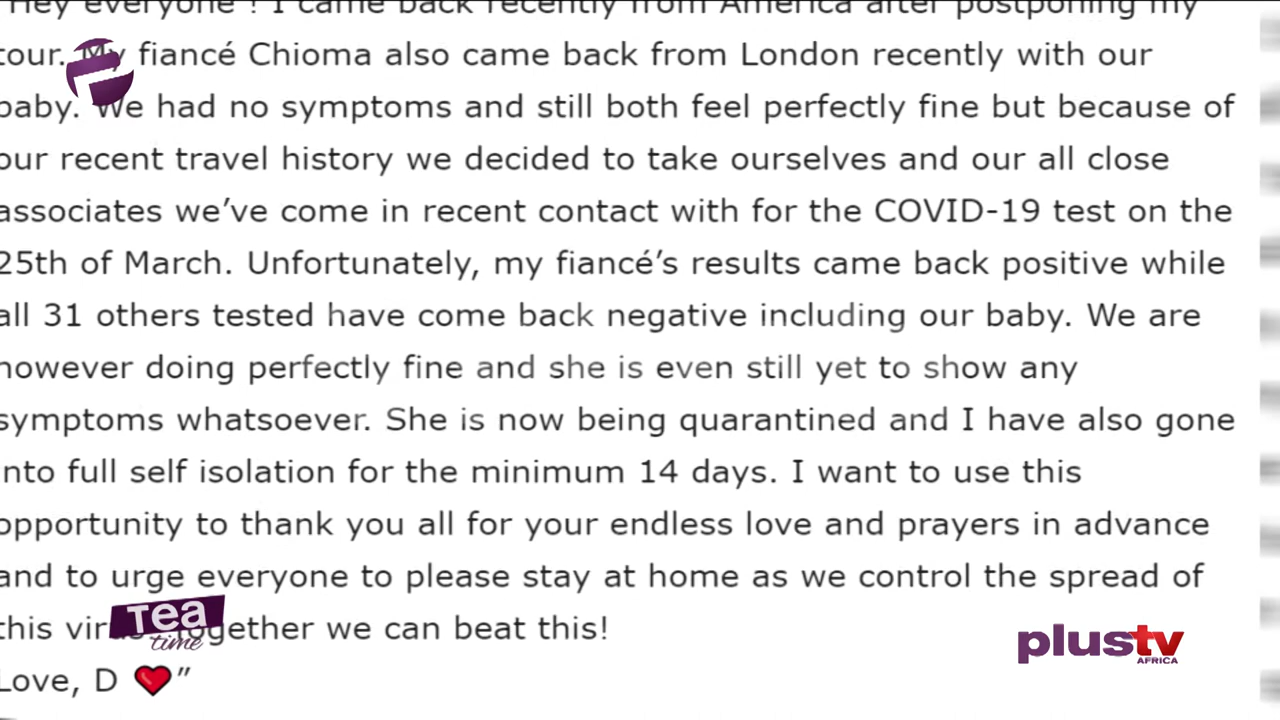 Hey everyone ! I came back recently from America after postponing my
tour. My fiancé Chioma also came back from London recently with our
baby. We had no symptoms and still both feel perfectly fine but because of
our recent travel history we decided to take ourselves and our all close
associates we’ve come in recent contact with for the COVID-19 test on the
25th of March. Unfortunately, my fiancé’s results came back positive while
all 31 others tested have come back negative including our baby. We are
however doing perfectly fine and she is even still yet to show any
symptoms whatsoever. She is now being quarantined and I have also gone
into full self isolation for the minimum 14 days. I want to use this
opportunity to thank you all for your endless love and prayers in advance
and to urge everyone to please stay at home as we control the spread of
this virus together we can beat this!
Love, D ❤️”
Tea
time
plustv
AFRICA